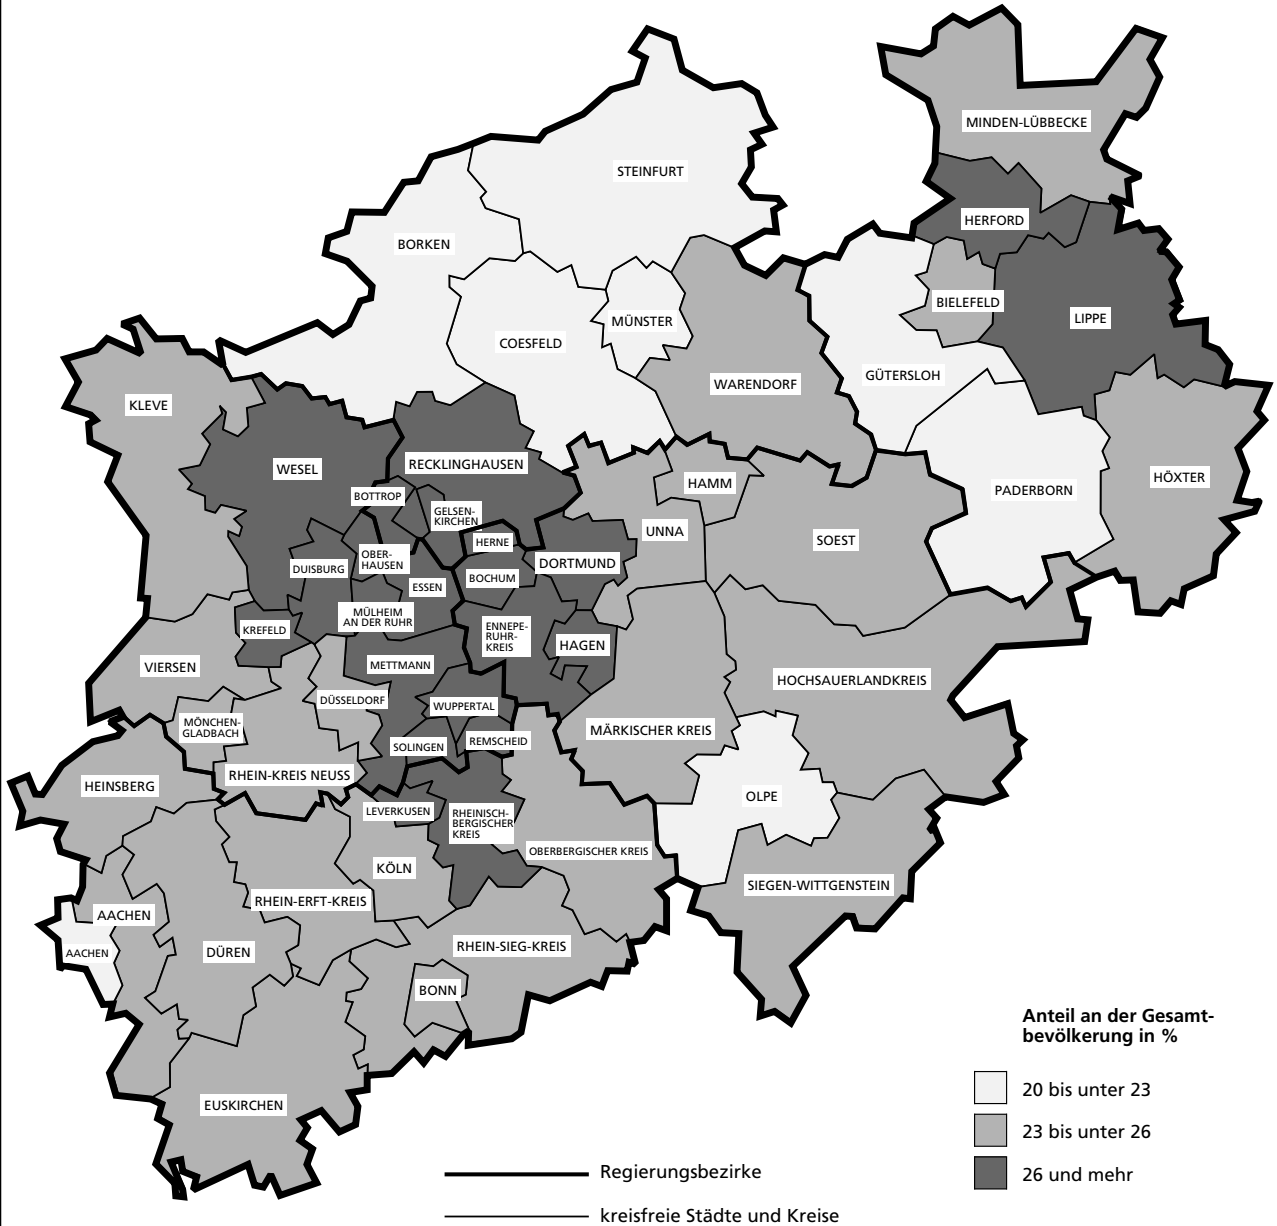 MINDEN-LÜBBECKE
STEINFURT
HERFORD
BORKEN
BIELEFELD
LIPPE
MÜNSTER
COESFELD
GÜTERSLOH
WARENDORF
KLEVE
WESEL
RECKLINGHAUSEN
HÖXTER
HAMM
PADERBORN
BOTTROP
GELSEN-
KIRCHEN
UNNA
SOEST
HERNE
OBER-
HAUSEN
DORTMUND
DUISBURG
BOCHUM
ESSEN
MÜLHEIM
AN DER RUHR
KREFELD
ENNEPE-
RUHR-
KREIS
HAGEN
VIERSEN
METTMANN
HOCHSAUERLANDKREIS
DÜSSELDORF
WUPPERTAL
MÖNCHEN-
GLADBACH
MÄRKISCHER KREIS
SOLINGEN
REMSCHEID
RHEIN-KREIS NEUSS
HEINSBERG
OLPE
LEVERKUSEN
RHEINISCH-
BERGISCHER
KREIS
OBERBERGISCHER KREIS
KÖLN
SIEGEN-WITTGENSTEIN
RHEIN-ERFT-KREIS
AACHEN
RHEIN-SIEG-KREIS
AACHEN
DÜREN
BONN
EUSKIRCHEN
Anteil an der Gesamt-
bevölkerung in %
20 bis unter 23
23 bis unter 26
26 und mehr
Regierungsbezirke
kreisfreie Städte und Kreise